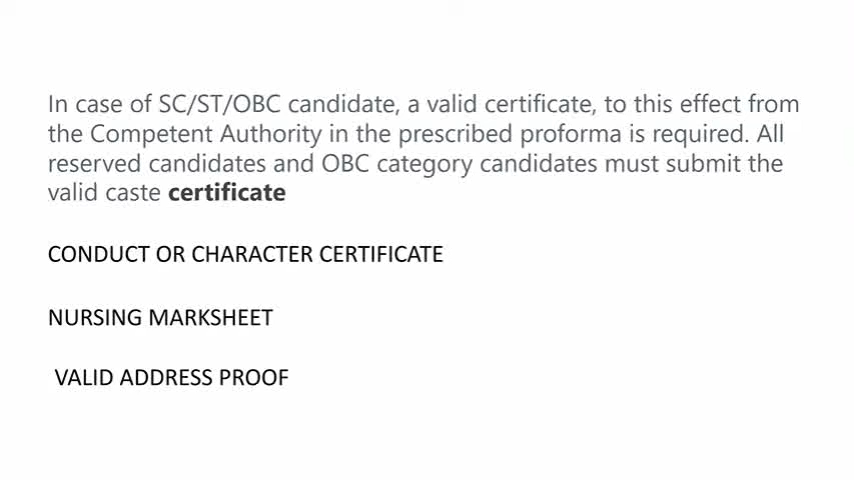 In case of SC/ST/OBC candidate, a valid certificate, to this effect from
the Competent Authority in the prescribed proforma is required. All
reserved candidates and OBC category candidates must submit the
valid caste certificate
CONDUCT OR CHARACTER CERTIFICATE
NURSING MARKSHEET
VALID ADDRESS PROOF